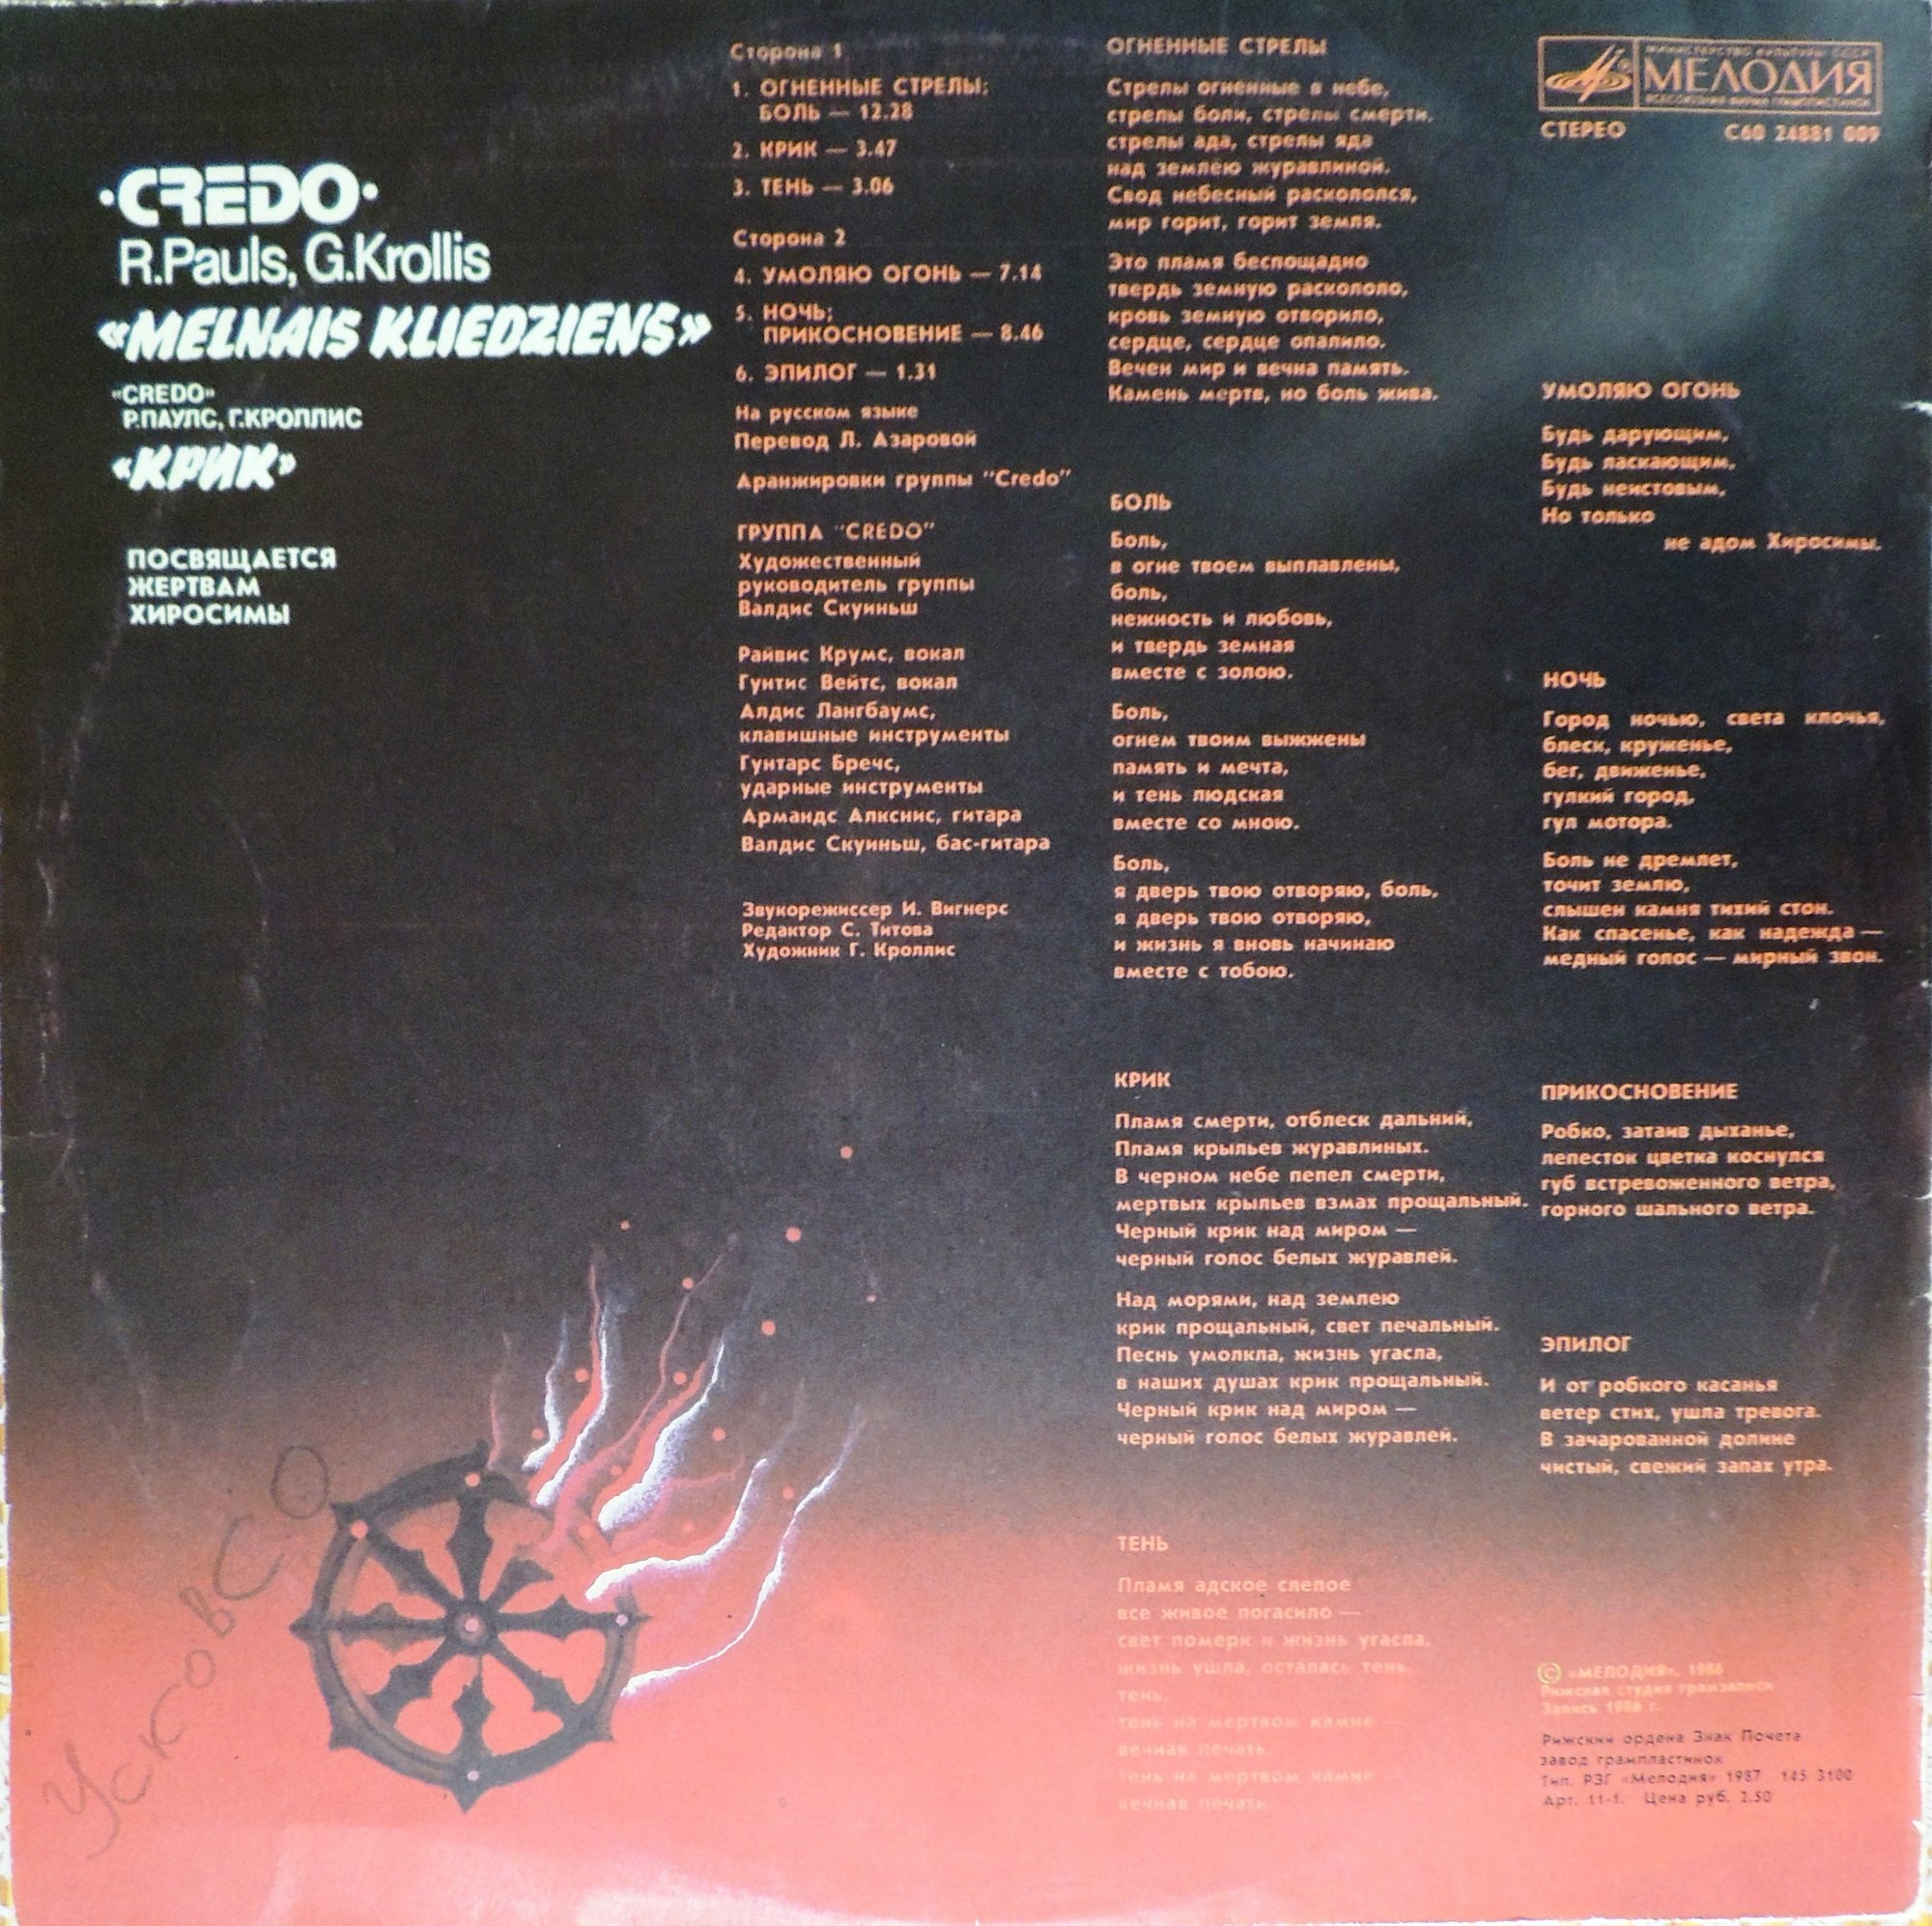 ·CREDO·
R.Pauls, G.Krollis
«MELNAIS KLIEDZIENS»
«CREDO»
Р.ПАУЛС, Г.КРОЛЛИС
«КРИК»
ПОСВЯЩАЕТСЯ
ЖЕРТВАМ
ХИРОСИМЫ
Сторона 1
1. ОГНЕННЫЕ СТРЕЛЫ;
БОЛЬ — 12.28
2. КРИК — 3.47
3. ТЕНЬ — 3.06
Сторона 2
4. УМОЛЯЮ ОГОНЬ — 7.14
5. НОЧЬ;
ПРИКОСНОВЕНИЕ — 8.46
6. ЭПИЛОГ — 1.31
На русском языке
Перевод Л. Азаровой
Аранжировки группы "Credo"
ГРУППА "CREDO"
Художественный
руководитель группы
Валдис Скуиньш
Райвис Крумс, вокал
Гунтис Вейтс, вокал
Алдис Лангбаумс,
клавишные инструменты
Гунтарс Бречс,
ударные инструменты
Армандс Алкснис, гитара
Валдис Скуиньш, бас-гитара
Звукорежиссер И. Вигнерс
Редактор С. Титова
Художник Г. Кроллис
ОГНЕННЫЕ СТРЕЛЫ
Стрелы огненные в небе,
стрелы боли, стрелы смерти,
стрелы ада, стрелы яда
над землею журавлиной.
Свод небесный раскололся,
мир горит, горит земля.
Это пламя беспощадно
твердь земную раскололо,
кровь земную отворило,
сердце, сердце опалило.
Вечен мир и вечна память.
Камень мертв, но боль жива.
БОЛЬ
Боль,
в огне твоем выплавлены,
боль,
нежность и любовь,
и твердь земная
вместе с золою.
Боль,
огнем твоим выжжены
память и мечта,
и тень людская
вместе со мною.
Боль,
я дверь твою отворяю, боль,
я дверь твою отворяю,
и жизнь я вновь начинаю
вместе с тобою.
КРИК
Пламя смерти, отблеск дальний,
Пламя крыльев журавлиных.
В черном небе пепел смерти,
мертвых крыльев взмах прощальный.
Черный крик над миром —
черный голос белых журавлей.
Над морями, над землею
крик прощальный, свет печальный.
Песнь умолкла, жизнь угасла,
в наших душах крик прощальный.
Черный крик над миром —
черный голос белых журавлей.
ТЕНЬ
Пламя адское слепое
все живое погасило —
свет померк и жизнь угасла,
жизнь ушла, осталась тень,
тень,
тень на мертвом камне —
вечная печать,
тень на мертвом камне —
вечная печать.
МИНИСТЕРСТВО КУЛЬТУРЫ СССР
МЕЛОДИЯ
ВСЕСОЮЗНАЯ ФИРМА ГРАМПЛАСТИНОК
СТЕРЕО С60 24881 009
УМОЛЯЮ ОГОНЬ
Будь дарующим,
Будь ласкающим,
Будь неистовым,
Но только
не адом Хиросимы.
НОЧЬ
Город ночью, света клочья,
блеск, круженье,
бег, движенье,
гулкий город,
гул мотора.
Боль не дремлет,
точит землю,
слышен камня тихий стон.
Как спасенье, как надежда —
медный голос — мирный звон.
ПРИКОСНОВЕНИЕ
Робко, затаив дыханье,
лепесток цветка коснулся
губ встревоженного ветра,
горного шального ветра.
ЭПИЛОГ
И от робкого касанья
ветер стих, ушла тревога.
В зачарованной долине
чистый, свежий запах утра.
© «МЕЛОДИЯ», 1986
Рижская студия грамзаписи
Запись 1986 г.
Рижский ордена Знак Почета
завод грампластинок
Тип. РЗГ «Мелодия» 1987 145 3100
Арт. 11-1. Цена руб. 2.50